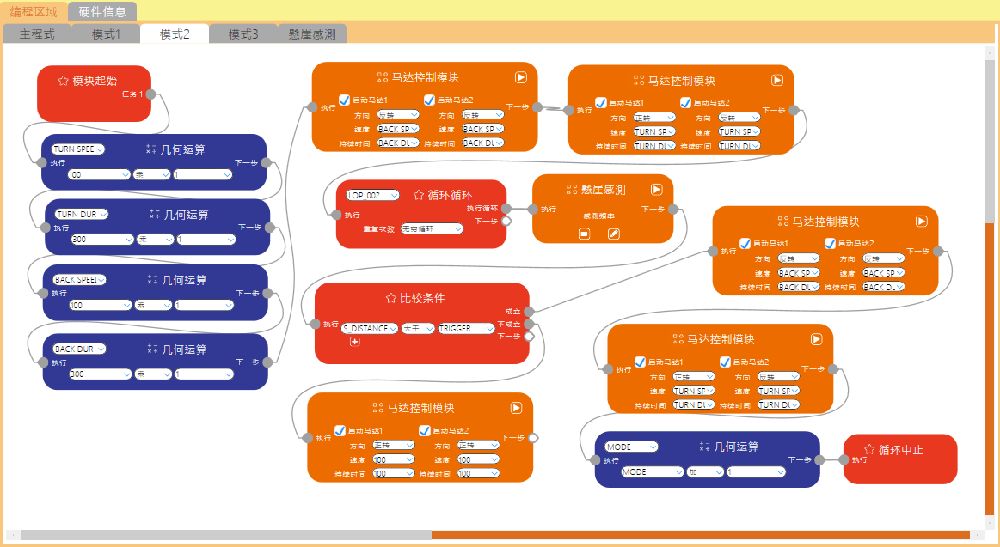 编程区域 硬件信息
主程式 模式1 模式2 模式3 懸崖感測
模块起始
任务 1
TURN SPEE 几何运算
执行 下一步
100 乘 1
TURN DUR 几何运算
执行 下一步
300 乘 1
BACK SPEE 几何运算
执行 下一步
100 乘 1
BACK DUR 几何运算
执行 下一步
300 乘 1
马达控制模块
执行 启动马达1 启动马达2 下一步
方向 反转 方向 反转
速度 BACK SP 速度 BACK SP
持续时间 BACK DU 持续时间 BACK DU
马达控制模块
执行 启动马达1 启动马达2 下一步
方向 正转 方向 反转
速度 TURN SP 速度 TURN SP
持续时间 TURN DU 持续时间 TURN DU
LOP_002 循环循环
执行 执行循环
下一步
重复次数 无穷循环
懸崖感測
执行 下一步
感測頻率
比较条件
成立
执行 S_DISTANCE 大于 TRIGGER 不成立
下一步
马达控制模块
执行 启动马达1 启动马达2 下一步
方向 正转 方向 正转
速度 100 速度 100
持续时间 100 持续时间 100
马达控制模块
执行 启动马达1 启动马达2 下一步
方向 反转 方向 反转
速度 BACK SP 速度 BACK SP
持续时间 BACK DU 持续时间 BACK DU
马达控制模块
执行 启动马达1 启动马达2 下一步
方向 正转 方向 反转
速度 TURN SP 速度 TURN SP
持续时间 TURN DU 持续时间 TURN DU
MODE 几何运算
执行 下一步
MODE 加 1
循环中止
执行